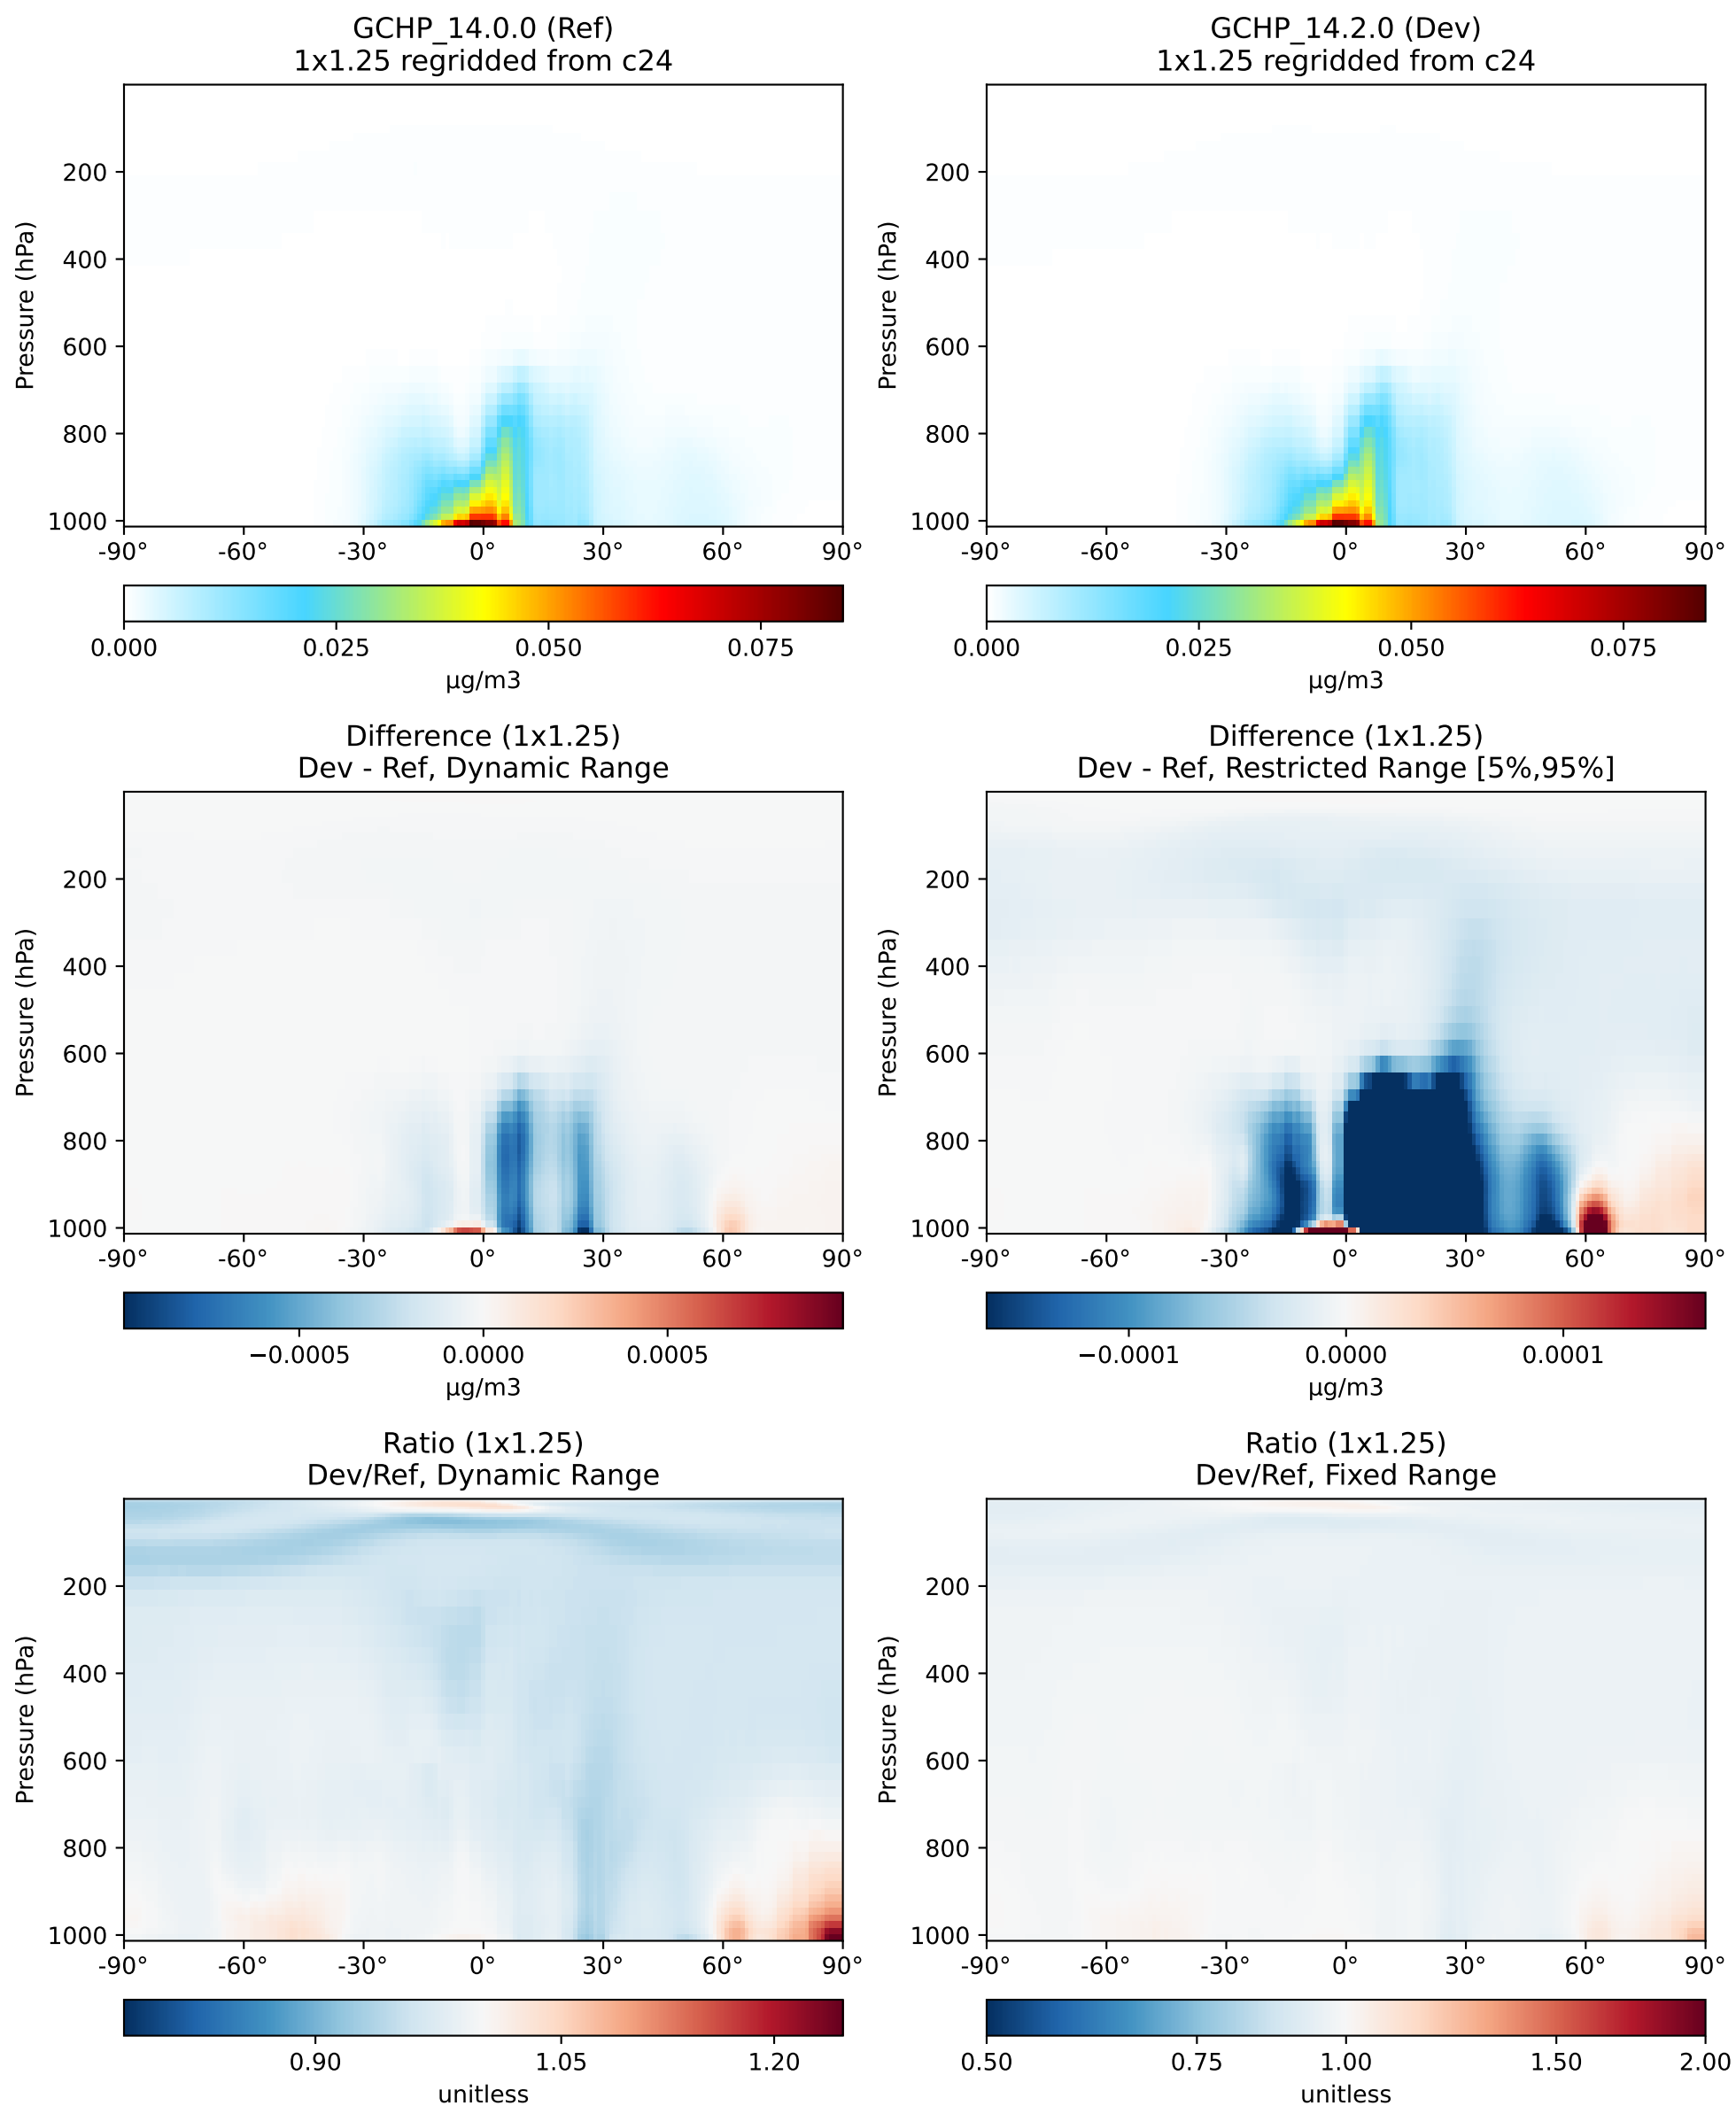 GCHP_14.0.0 (Ref)
1x1.25 regridded from c24
Pressure (hPa)
200
400
600
800
1000
-90° -60° -30° 0° 30° 60° 90°
0.000 0.025 0.050 0.075
µg/m3
GCHP_14.2.0 (Dev)
1x1.25 regridded from c24
Pressure (hPa)
200
400
600
800
1000
-90° -60° -30° 0° 30° 60° 90°
0.000 0.025 0.050 0.075
µg/m3
Difference (1x1.25)
Dev - Ref, Dynamic Range
Pressure (hPa)
200
400
600
800
1000
-90° -60° -30° 0° 30° 60° 90°
−0.0005 0.0000 0.0005
µg/m3
Difference (1x1.25)
Dev - Ref, Restricted Range [5%,95%]
Pressure (hPa)
200
400
600
800
1000
-90° -60° -30° 0° 30° 60° 90°
−0.0001 0.0000 0.0001
µg/m3
Ratio (1x1.25)
Dev/Ref, Dynamic Range
Pressure (hPa)
200
400
600
800
1000
-90° -60° -30° 0° 30° 60° 90°
0.90 1.05 1.20
unitless
Ratio (1x1.25)
Dev/Ref, Fixed Range
Pressure (hPa)
200
400
600
800
1000
-90° -60° -30° 0° 30° 60° 90°
0.50 0.75 1.00 1.50 2.00
unitless